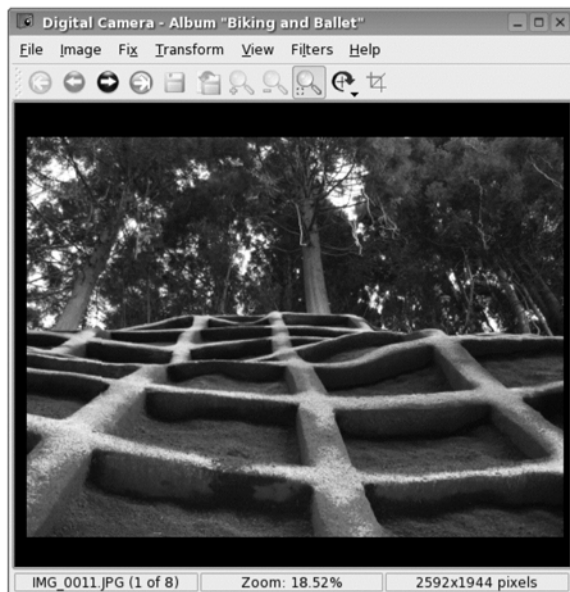 Digital Camera - Album "Biking and Ballet"
File Image Fix Transform View Filters Help
IMG_0011.JPG (1 of 8) Zoom: 18.52% 2592x1944 pixels